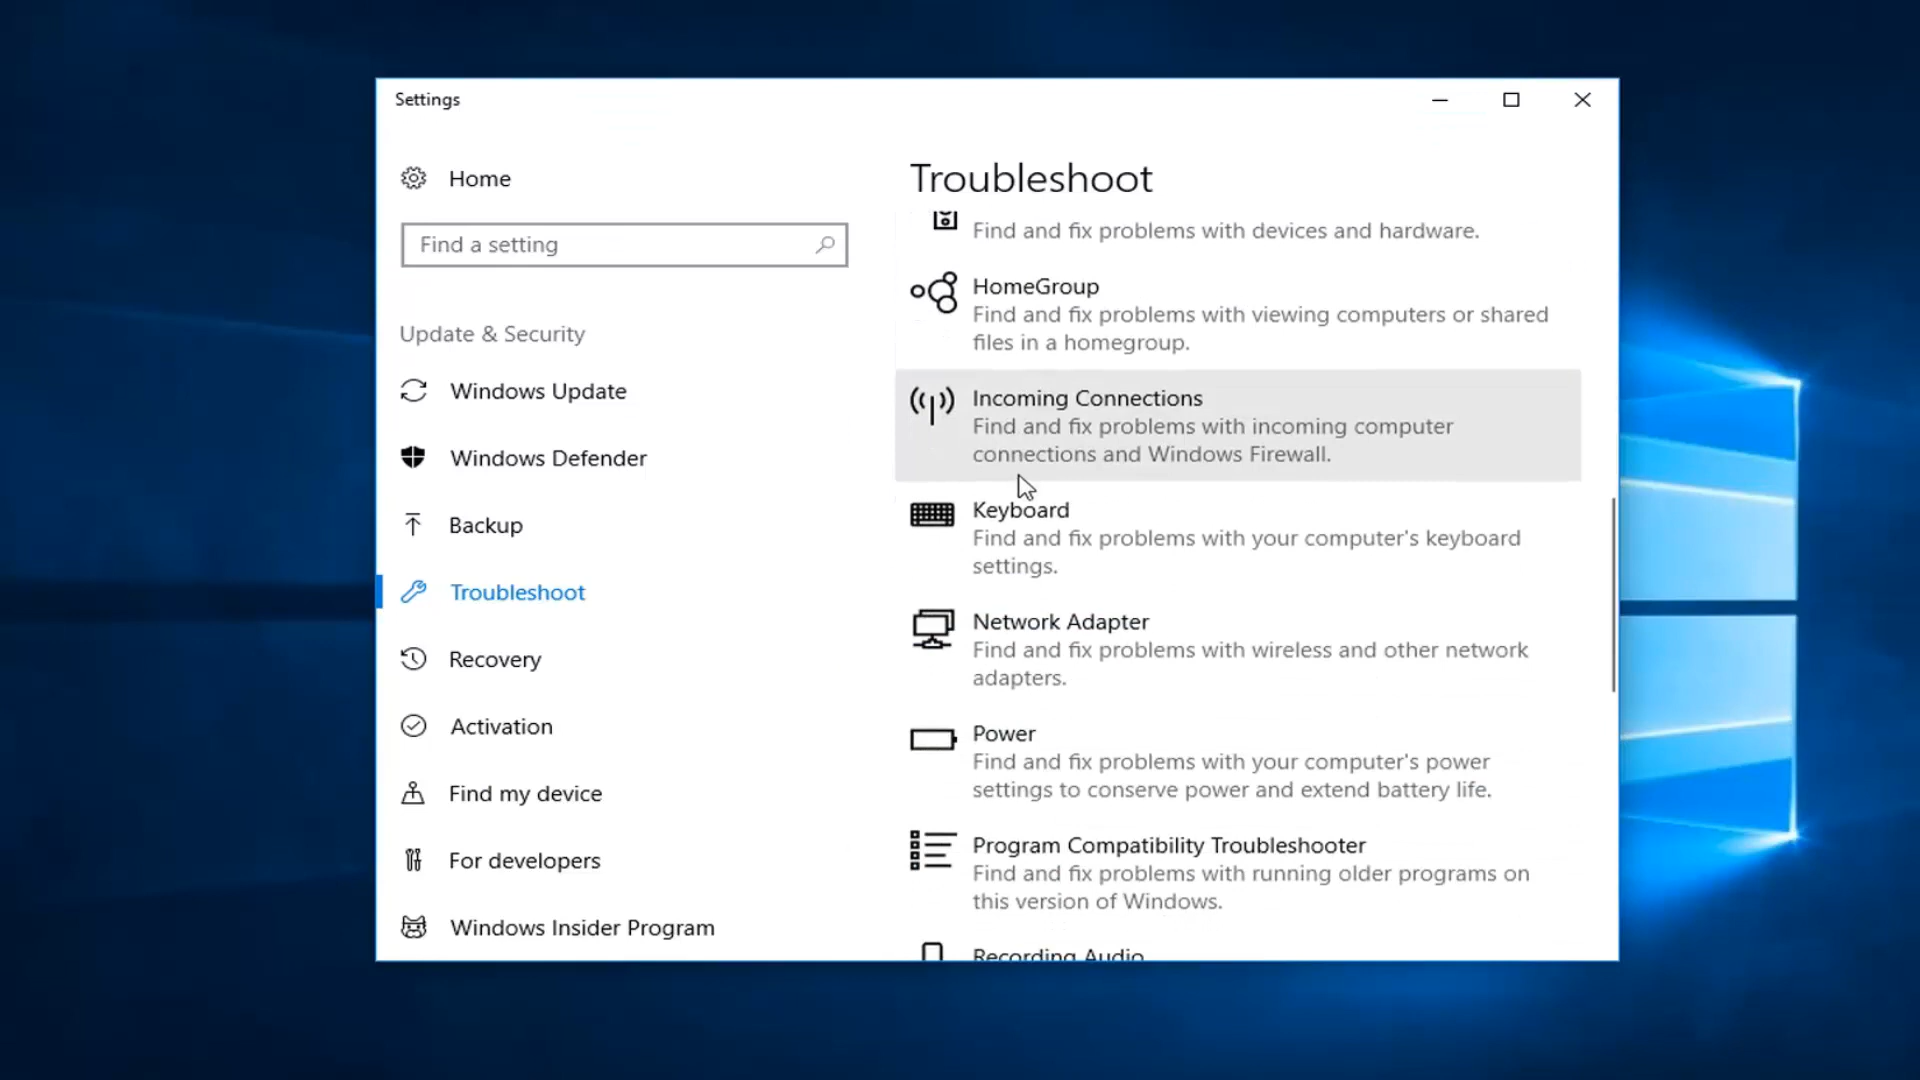 Settings
Home
Find a setting
Update & Security
Windows Update
Windows Defender
Backup
Troubleshoot
Recovery
Activation
Find my device
For developers
Windows Insider Program
Troubleshoot
Find and fix problems with devices and hardware.
HomeGroup
Find and fix problems with viewing computers or shared
files in a homegroup.
Incoming Connections
Find and fix problems with incoming computer
connections and Windows Firewall.
Keyboard
Find and fix problems with your computer's keyboard
settings.
Network Adapter
Find and fix problems with wireless and other network
adapters.
Power
Find and fix problems with your computer's power
settings to conserve power and extend battery life.
Program Compatibility Troubleshooter
Find and fix problems with running older programs on
this version of Windows.
Recording Audio